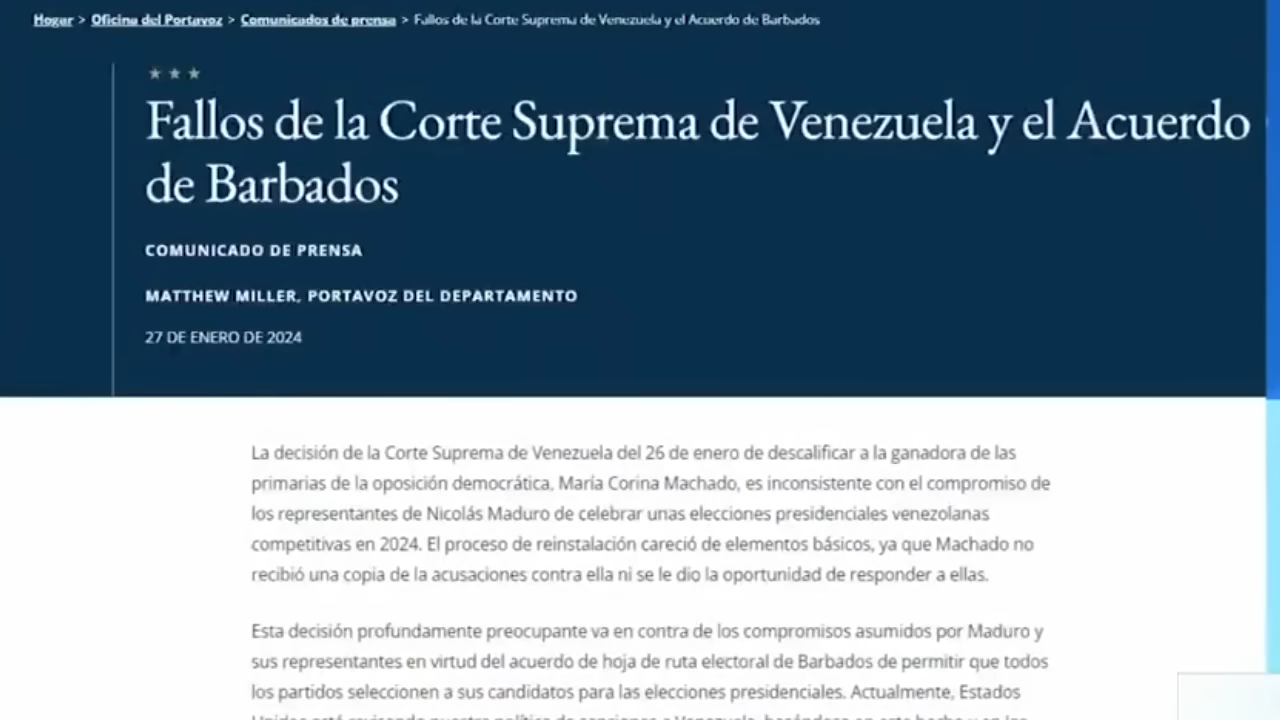 Hogar > Oficina del Portavoz > Comunicados de prensa > Fallos de la Corte Suprema de Venezuela y el Acuerdo de Barbados
Fallos de la Corte Suprema de Venezuela y el Acuerdo
de Barbados
COMUNICADO DE PRENSA
MATTHEW MILLER, PORTAVOZ DEL DEPARTAMENTO
27 DE ENERO DE 2024
La decisión de la Corte Suprema de Venezuela del 26 de enero de descalificar a la ganadora de las
primarias de la oposición democrática, María Corina Machado, es inconsistente con el compromiso de
los representantes de Nicolás Maduro de celebrar unas elecciones presidenciales venezolanas
competitivas en 2024. El proceso de reinstalación careció de elementos básicos, ya que Machado no
recibió una copia de la acusaciones contra ella ni se le dio la oportunidad de responder a ellas.
Esta decisión profundamente preocupante va en contra de los compromisos asumidos por Maduro y
sus representantes en virtud del acuerdo de hoja de ruta electoral de Barbados de permitir que todos
los partidos seleccionen a sus candidatos para las elecciones presidenciales. Actualmente, Estados